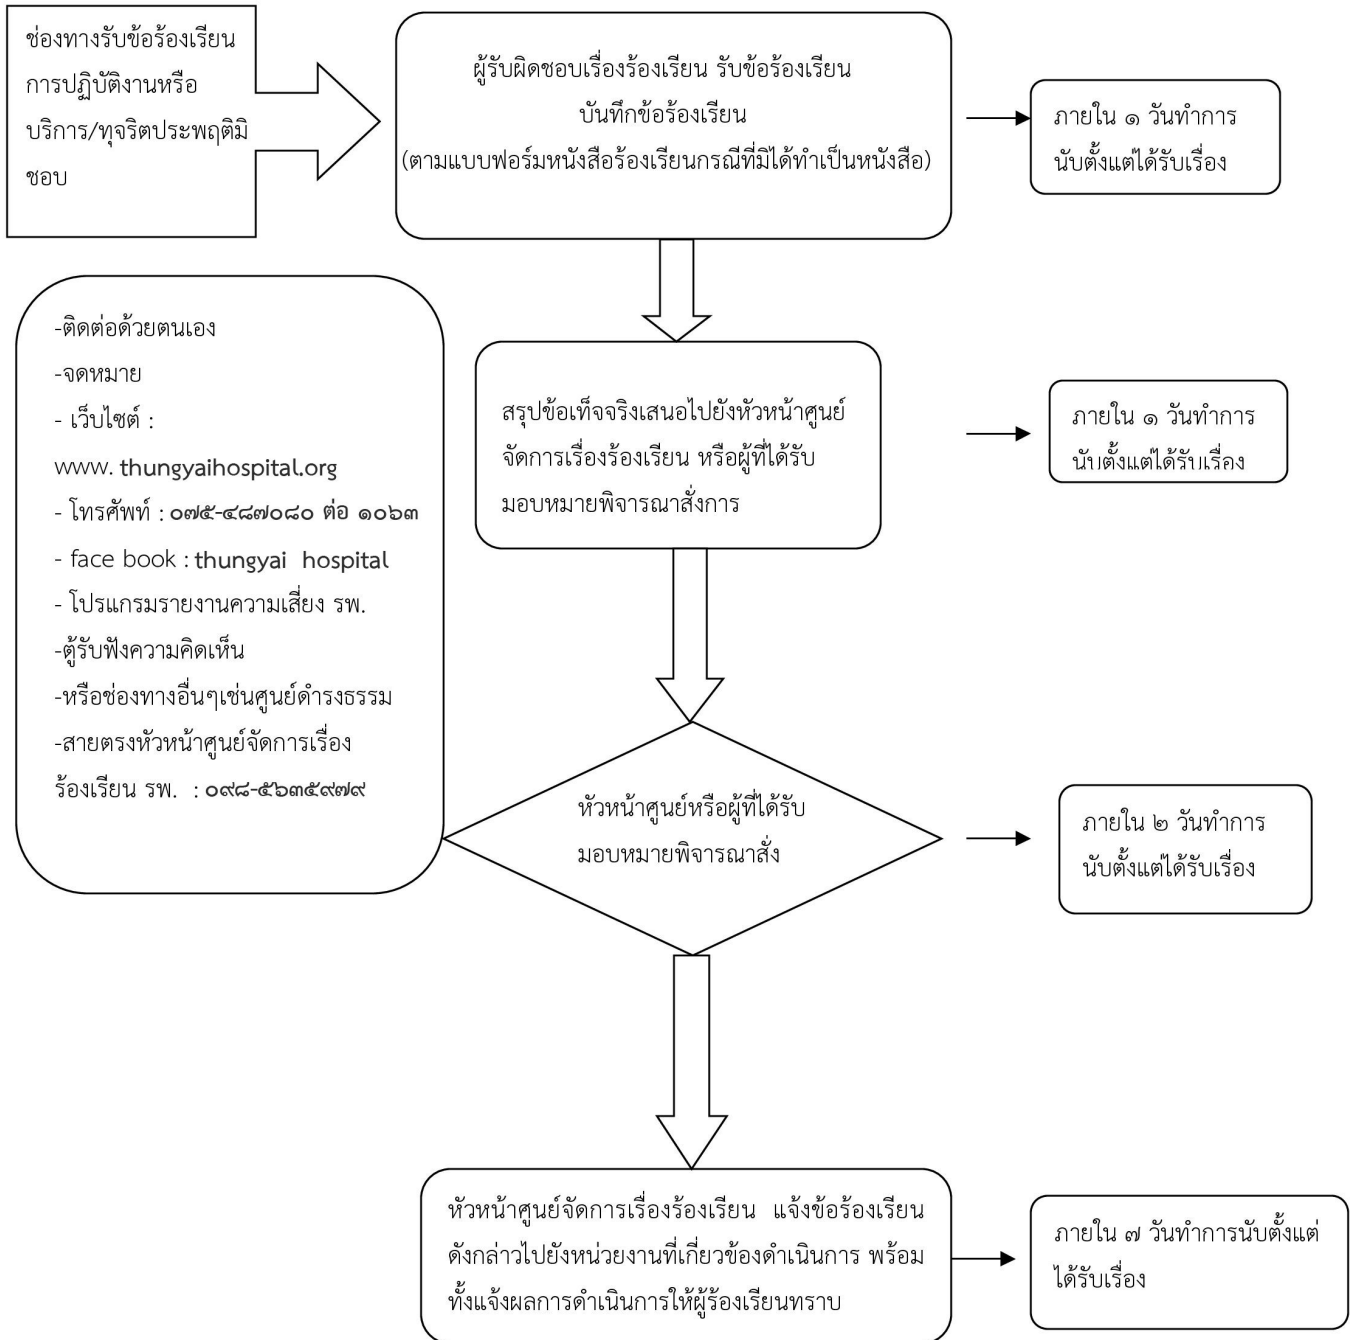 ช่องทางรับข้อร้องเรียน
การปฏิบัติงานหรือ
บริการ/ทุจริตประพฤติมิ
ชอบ
ผู้รับผิดชอบเรื่องร้องเรียน รับข้อร้องเรียน
บันทึกข้อร้องเรียน
(ตามแบบฟอร์มหนังสือร้องเรียนกรณีที่มิได้ทำเป็นหนังสือ)
ภายใน ๑ วันทำการ
นับตั้งแต่ได้รับเรื่อง
-ติดต่อด้วยตนเอง
-จดหมาย
- เว็บไซต์ :
www. thungyaihospital.org
- โทรศัพท์ : ๐๗๕-๔๘๗๐๘๐ ต่อ ๑๐๖๓
- face book : thungyai hospital
- โปรแกรมรายงานความเสี่ยง รพ.
-ตู้รับฟังความคิดเห็น
-หรือช่องทางอื่นๆเช่นศูนย์ดำรงธรรม
-สายตรงหัวหน้าศูนย์จัดการเรื่อง
ร้องเรียน รพ. : ๐๙๘-๕๖๓๕๙๗๙
สรุปข้อเท็จจริงเสนอไปยังหัวหน้าศูนย์
จัดการเรื่องร้องเรียน หรือผู้ที่ได้รับ
มอบหมายพิจารณาสั่งการ
ภายใน ๑ วันทำการ
นับตั้งแต่ได้รับเรื่อง
หัวหน้าศูนย์หรือผู้ที่ได้รับ
มอบหมายพิจารณาสั่ง
ภายใน ๒ วันทำการ
นับตั้งแต่ได้รับเรื่อง
หัวหน้าศูนย์จัดการเรื่องร้องเรียน แจ้งข้อร้องเรียน
ดังกล่าวไปยังหน่วยงานที่เกี่ยวข้องดำเนินการ พร้อม
ทั้งแจ้งผลการดำเนินการให้ผู้ร้องเรียนทราบ
ภายใน ๗ วันทำการนับตั้งแต่
ได้รับเรื่อง